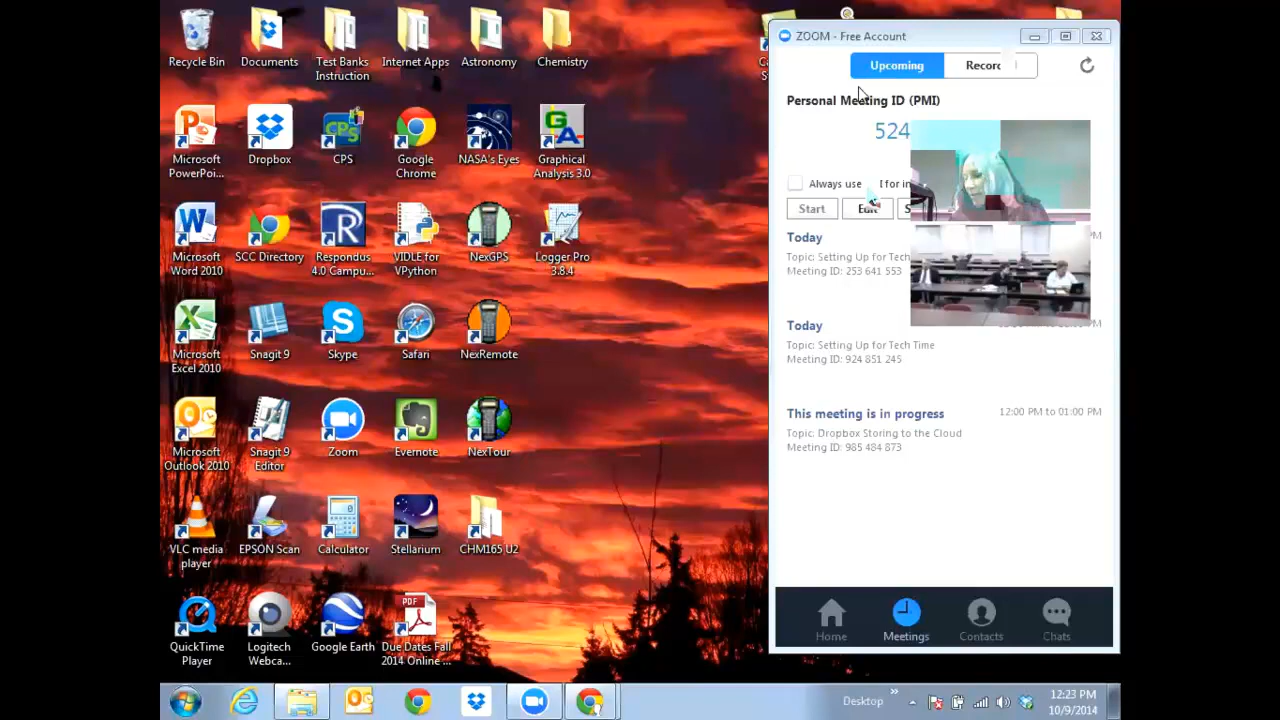 Recycle Bin
Documents
Test Banks
Instruction
Internet Apps
Astronomy
Chemistry
Microsoft
PowerPoi...
Dropbox
CPS
Google
Chrome
NASA's Eyes
Graphical
Analysis 3.0
Microsoft
Word 2010
SCC Directory
Respondus
4.0 Campu...
VIDLE for
VPython
NexGPS
Logger Pro
3.8.4
Microsoft
Excel 2010
Snagit 9
Skype
Safari
NexRemote
Microsoft
Outlook 2010
Snagit 9
Editor
Zoom
Evernote
NexTour
VLC media
player
EPSON Scan
Calculator
Stellarium
CHM165 U2
QuickTime
Player
Logitech
Webca...
Google Earth
PDF
Due Dates Fall
2014 Online ...
ZOOM - Free Account
Upcoming
Personal Meeting ID (PMI)
524
Always use
Start
Edit
Today
Topic: Setting Up for Tech
Meeting ID: 253 641 553
Today
Topic: Setting Up for Tech Time
Meeting ID: 924 851 245
This meeting is in progress
12:00 PM to 01:00 PM
Topic: Dropbox Storing to the Cloud
Meeting ID: 985 484 873
Home
Meetings
Contacts
Chats
Desktop
12:23 PM
10/9/2014